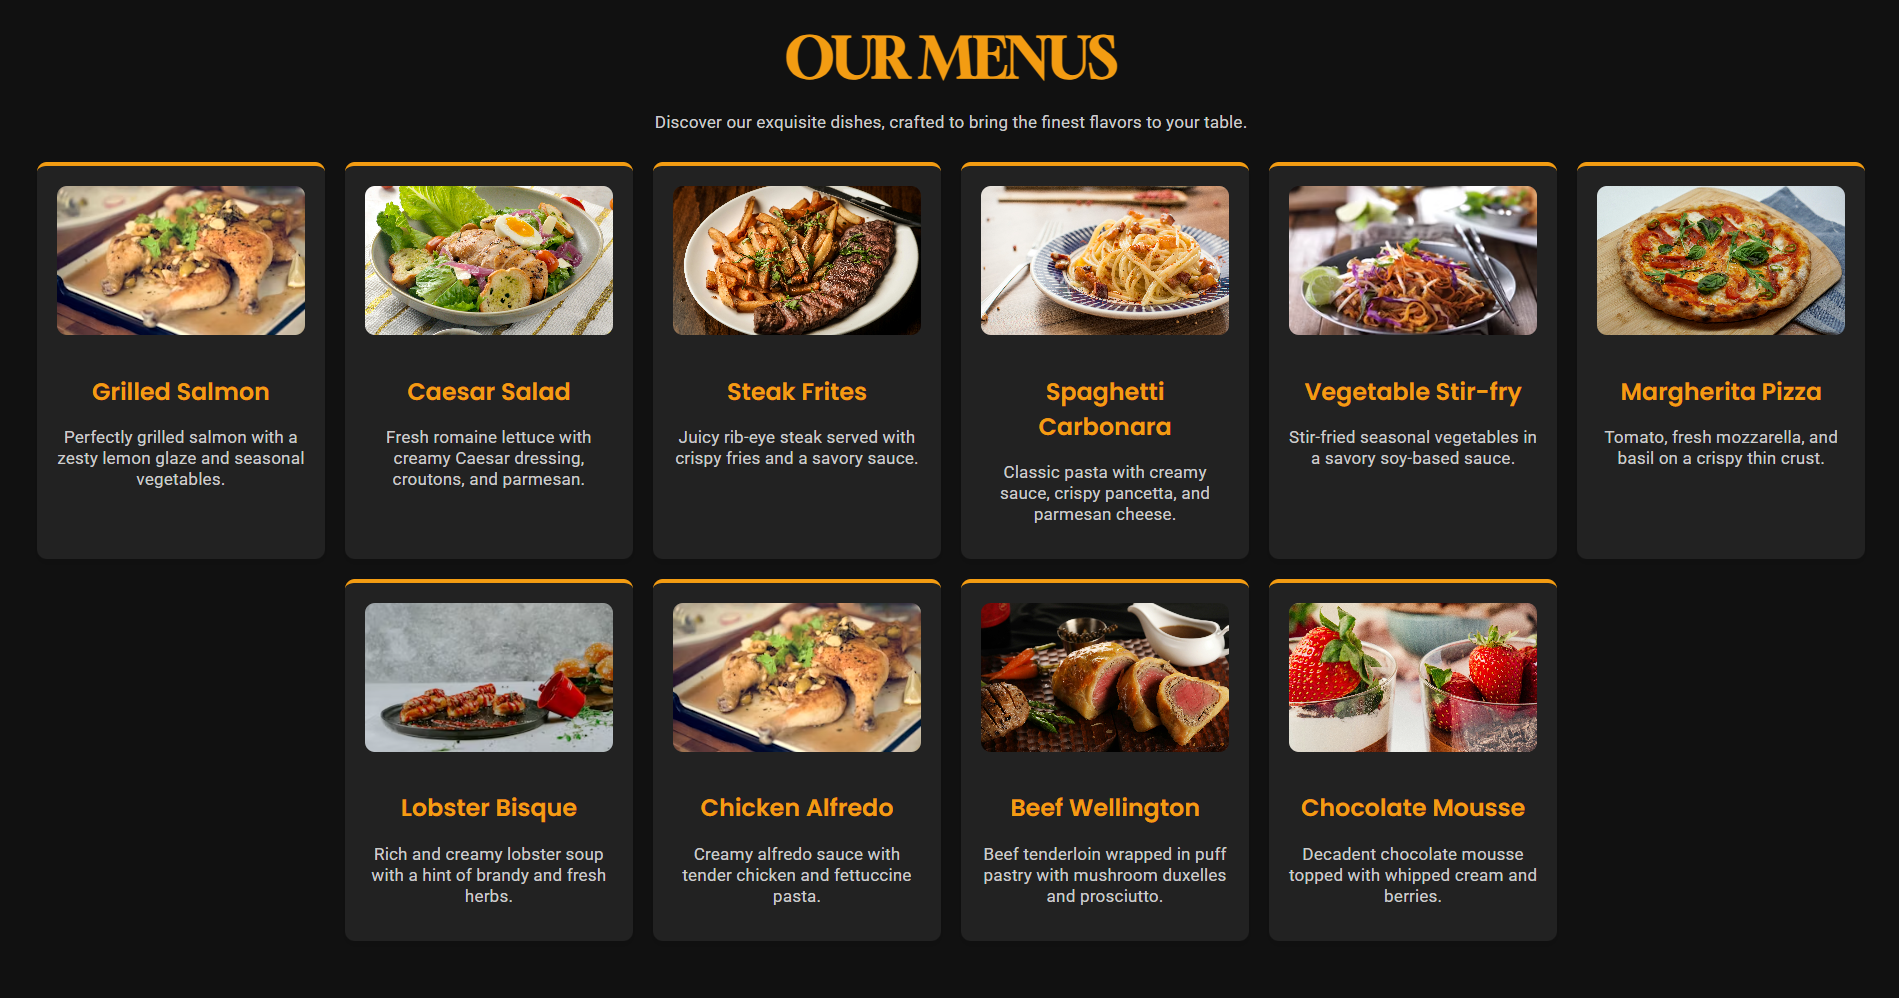 OUR MENUS
Discover our exquisite dishes, crafted to bring the finest flavors to your table.
Grilled Salmon
Perfectly grilled salmon with a
zesty lemon glaze and seasonal
vegetables.
Caesar Salad
Fresh romaine lettuce with
creamy Caesar dressing,
croutons, and parmesan.
Steak Frites
Juicy rib-eye steak served with
crispy fries and a savory sauce.
Spaghetti
Carbonara
Classic pasta with creamy
sauce, crispy pancetta, and
parmesan cheese.
Vegetable Stir-fry
Stir-fried seasonal vegetables in
a savory soy-based sauce.
Margherita Pizza
Tomato, fresh mozzarella, and
basil on a crispy thin crust.
Lobster Bisque
Rich and creamy lobster soup
with a hint of brandy and fresh
herbs.
Chicken Alfredo
Creamy alfredo sauce with
tender chicken and fettuccine
pasta.
Beef Wellington
Beef tenderloin wrapped in puff
pastry with mushroom duxelles
and prosciutto.
Chocolate Mousse
Decadent chocolate mousse
topped with whipped cream and
berries.